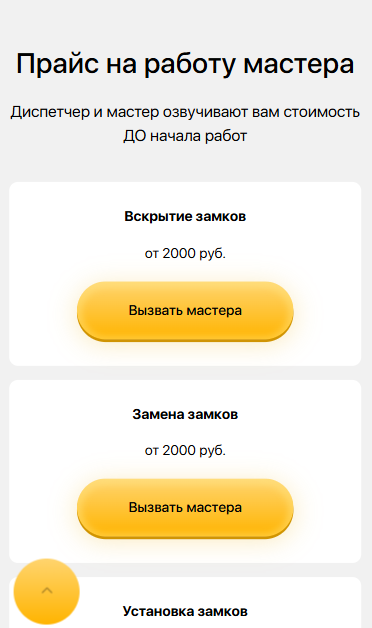 Прайс на работу мастера
Диспетчер и мастер озвучивают вам стоимость
ДО начала работ
Вскрытие замков
от 2000 руб.
Вызвать мастера
Замена замков
от 2000 руб.
Вызвать мастера
Установка замков